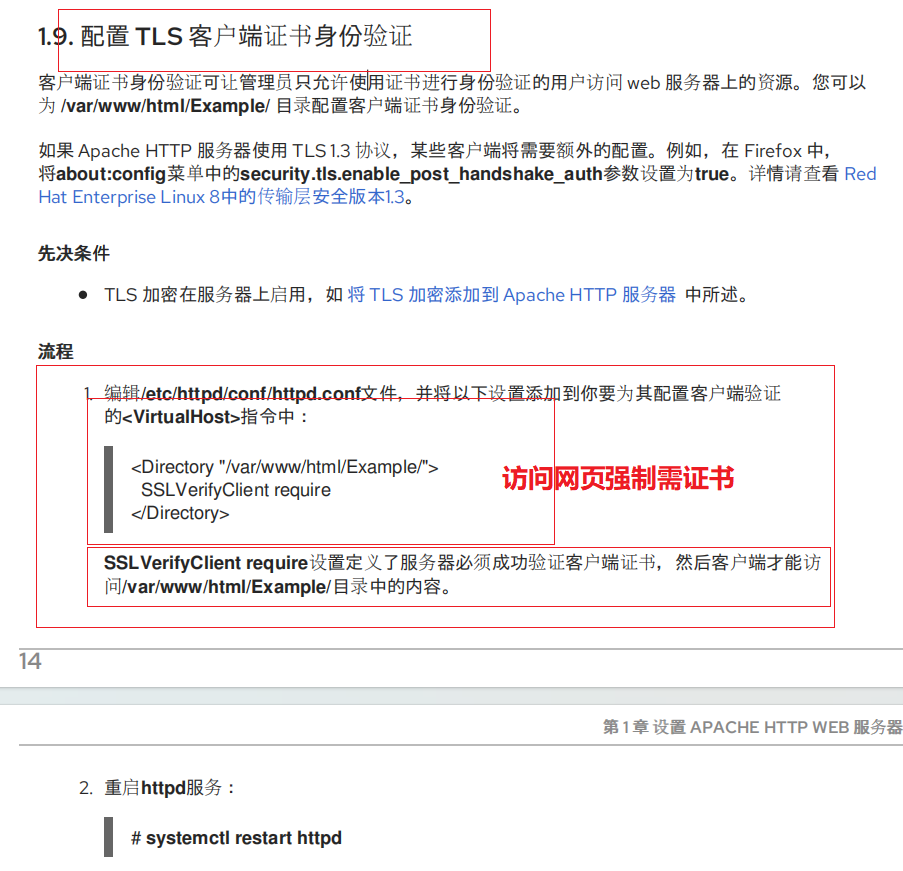 1.9. 配置 TLS 客户端证书身份验证
客户端证书身份验证可让管理员只允许使用证书进行身份验证的用户访问 web 服务器上的资源。您可以
为 /var/www/html/Example/ 目录配置客户端证书身份验证。
如果 Apache HTTP 服务器使用 TLS 1.3 协议，某些客户端将需要额外的配置。例如，在 Firefox 中，
将about:config菜单中的security.tls.enable_post_handshake_auth参数设置为true。详情请查看 Red
Hat Enterprise Linux 8中的传输层安全版本1.3。
先决条件
● TLS 加密在服务器上启用，如 将 TLS 加密添加到 Apache HTTP 服务器 中所述。
流程
1. 编辑/etc/httpd/conf/httpd.conf文件，并将以下设置添加到你要为其配置客户端验证
的<VirtualHost>指令中：
<Directory "/var/www/html/Example/">
SSLVerifyClient require
</Directory>
访问网页强制需证书
SSLVerifyClient require设置定义了服务器必须成功验证客户端证书，然后客户端才能访
问/var/www/html/Example/目录中的内容。
14
第 1 章 设置 APACHE HTTP WEB 服务器
2. 重启httpd服务：
# systemctl restart httpd